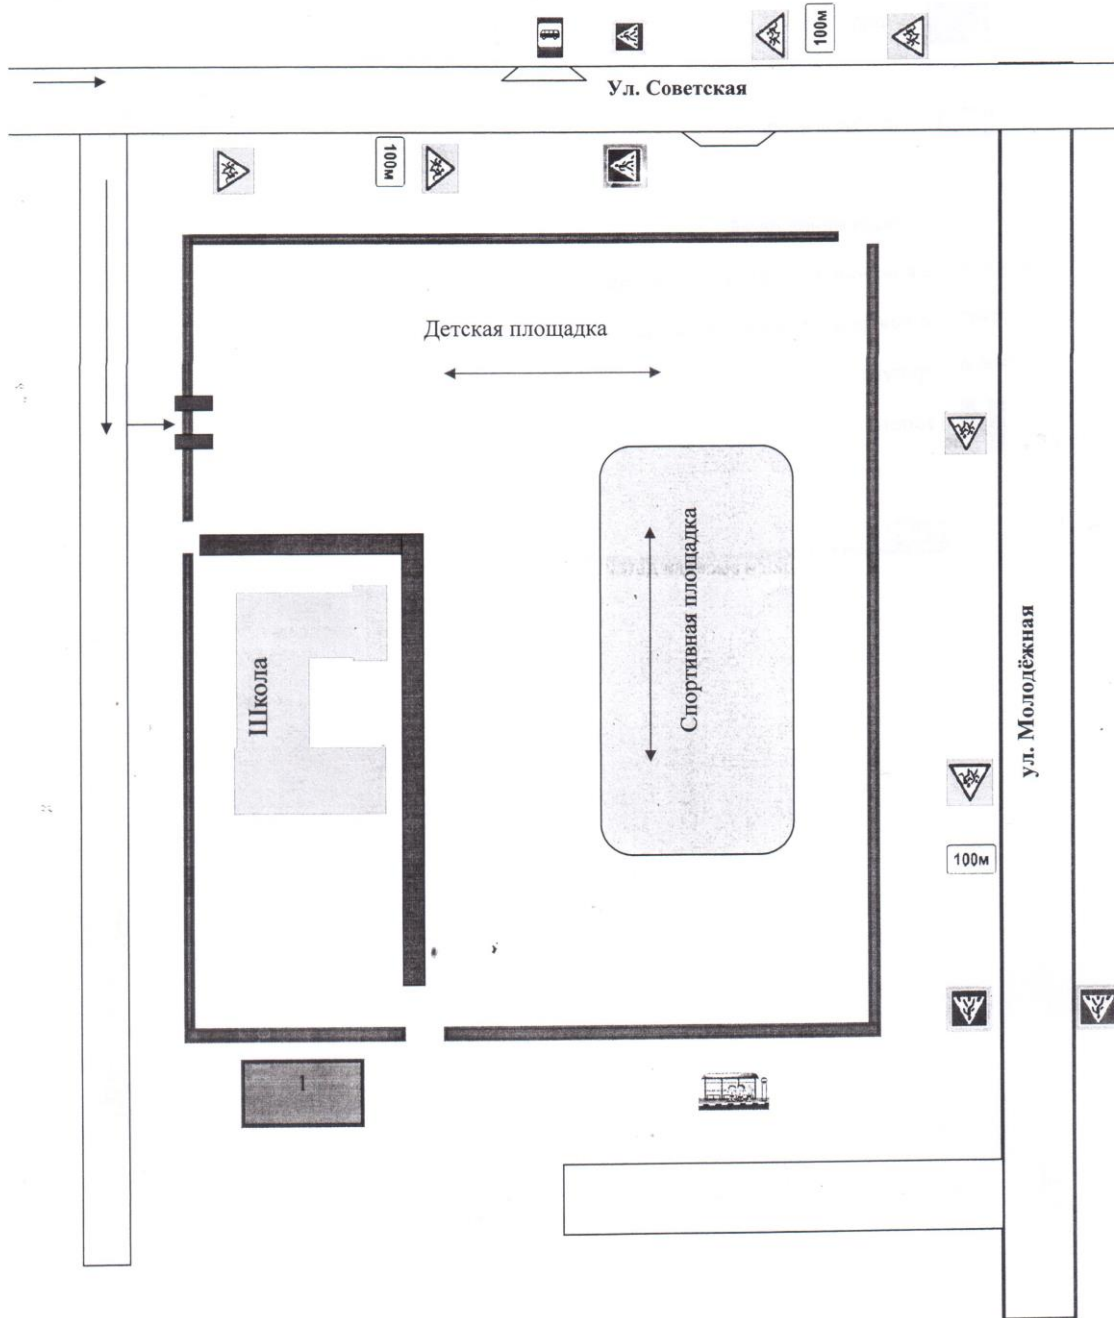 100м
Ул. Советская
100м
Детская площадка
Спортивная площадка
Школа
ул. Молодёжная
100м
1